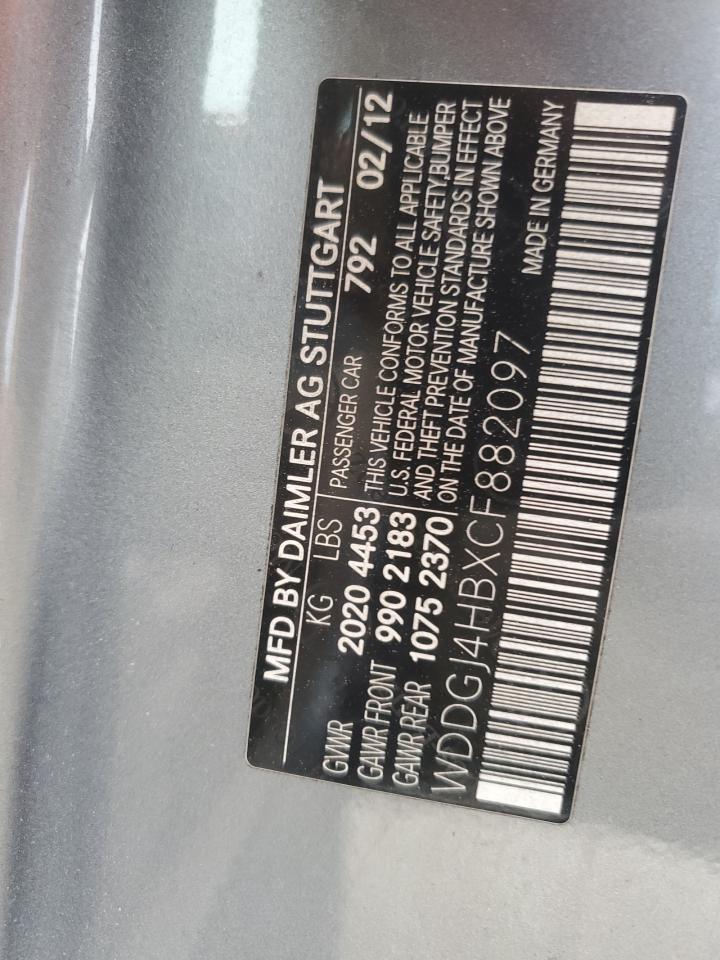 MFD BY DAIMLER AG STUTTGART
KG LBS PASSENGER CAR 792 02/12
GVWR 2020 4453
GAWR FRONT 990 2183
GAWR REAR 1075 2370
THIS VEHICLE CONFORMS TO ALL APPLICABLE
U.S. FEDERAL MOTOR VEHICLE SAFETY,BUMPER
AND THEFT PREVENTION STANDARDS IN EFFECT
ON THE DATE OF MANUFACTURE SHOWN ABOVE
WDDGJ4HBXCF882097
MADE IN GERMANY